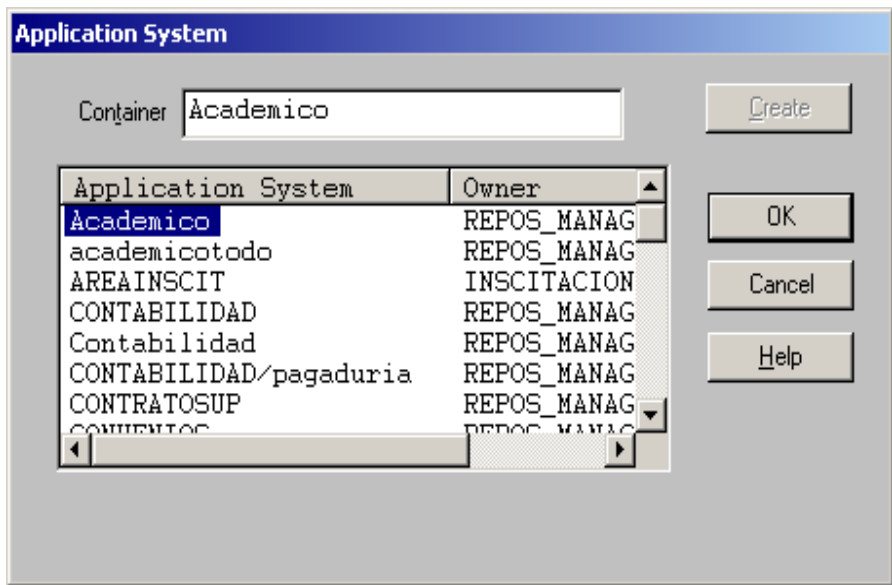 Application System
Container Academico Create
Application System Owner
Academico REPOS_MANAG
academicotodo REPOS_MANAG
AREAINSCIT INSCITACION
CONTABILIDAD REPOS_MANAG
Contabilidad REPOS_MANAG
CONTABILIDAD/pagaduria REPOS_MANAG
CONTRATOSUP REPOS_MANAG
OK
Cancel
Help